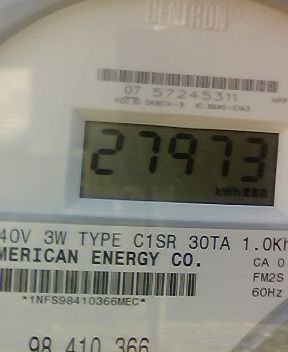 CENTRON®
07 57245311
27973
kWh
40V 3W TYPE C1SR 30TA 1.0Kh
MERICAN ENERGY CO.
CA 0
FM2S
*1NFS98410366MEC*
60Hz
98 410 366